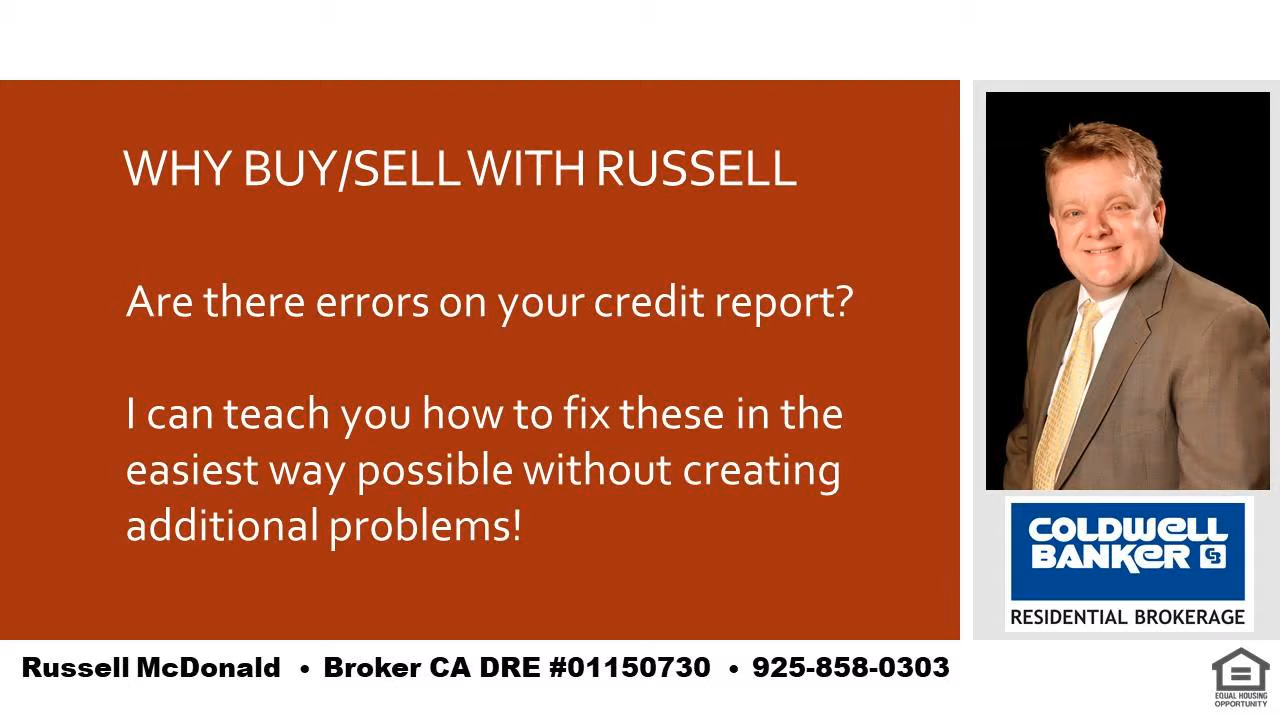 WHY BUY/SELL WITH RUSSELL
Are there errors on your credit report?
I can teach you how to fix these in the
easiest way possible without creating
additional problems!
COLDWELL
BANKER CB
RESIDENTIAL BROKERAGE
Russell McDonald • Broker CA DRE #01150730 • 925-858-0303
EQUAL HOUSING
OPPORTUNITY